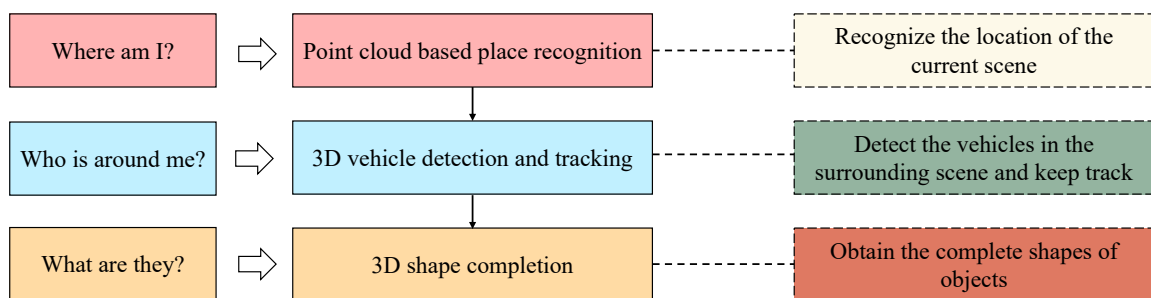 Where am I?
Point cloud based place recognition
Recognize the location of the
current scene
Who is around me?
3D vehicle detection and tracking
Detect the vehicles in the
surrounding scene and keep track
What are they?
3D shape completion
Obtain the complete shapes of
objects